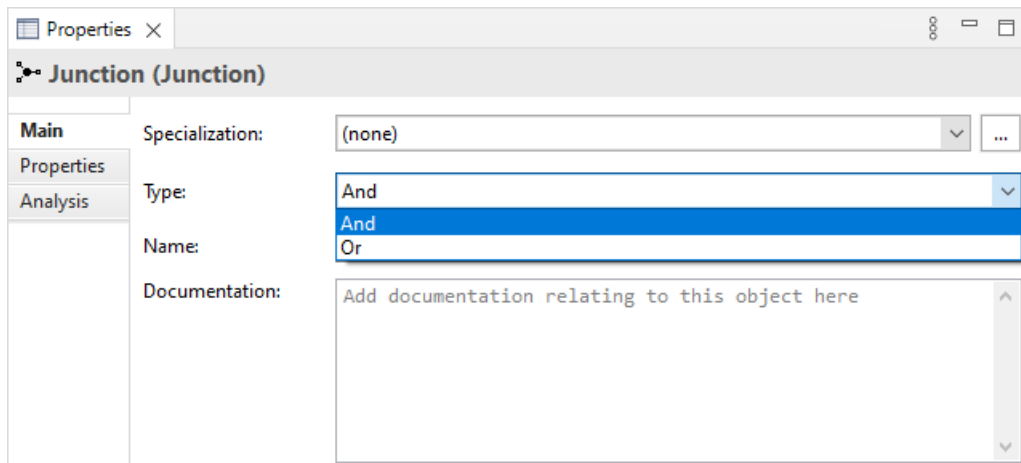 Properties
Junction (Junction)
Main
Specialization:
(none)
...
Properties
Type:
And
Analysis
And
Name:
Or
Documentation:
Add documentation relating to this object here